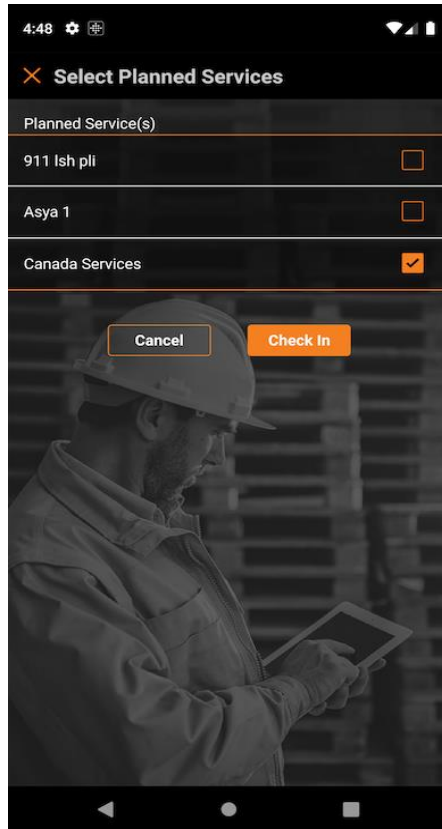 4:48
Select Planned Services
Planned Service(s)
911 lsh pli
Asya 1
Canada Services
Cancel
Check In